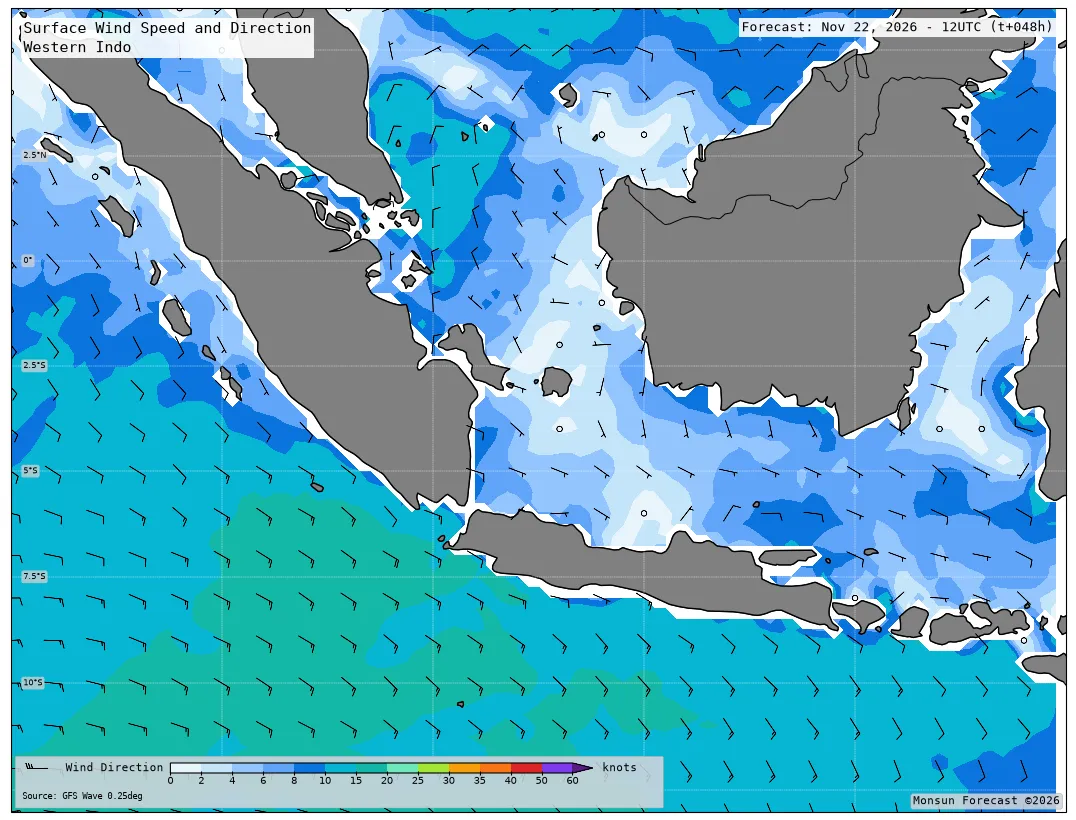 Surface Wind Speed and Direction
Western Indo
Forecast: Nov 22, 2026 - 12UTC (t+048h)
2.5°N
0°
2.5°S
5°S
7.5°S
10°S
Wind Direction
0 2 4 6 8 10 15 20 25 30 35 40 50 60
knots
Source: GFS Wave 0.25deg
Monsun Forecast ©2026